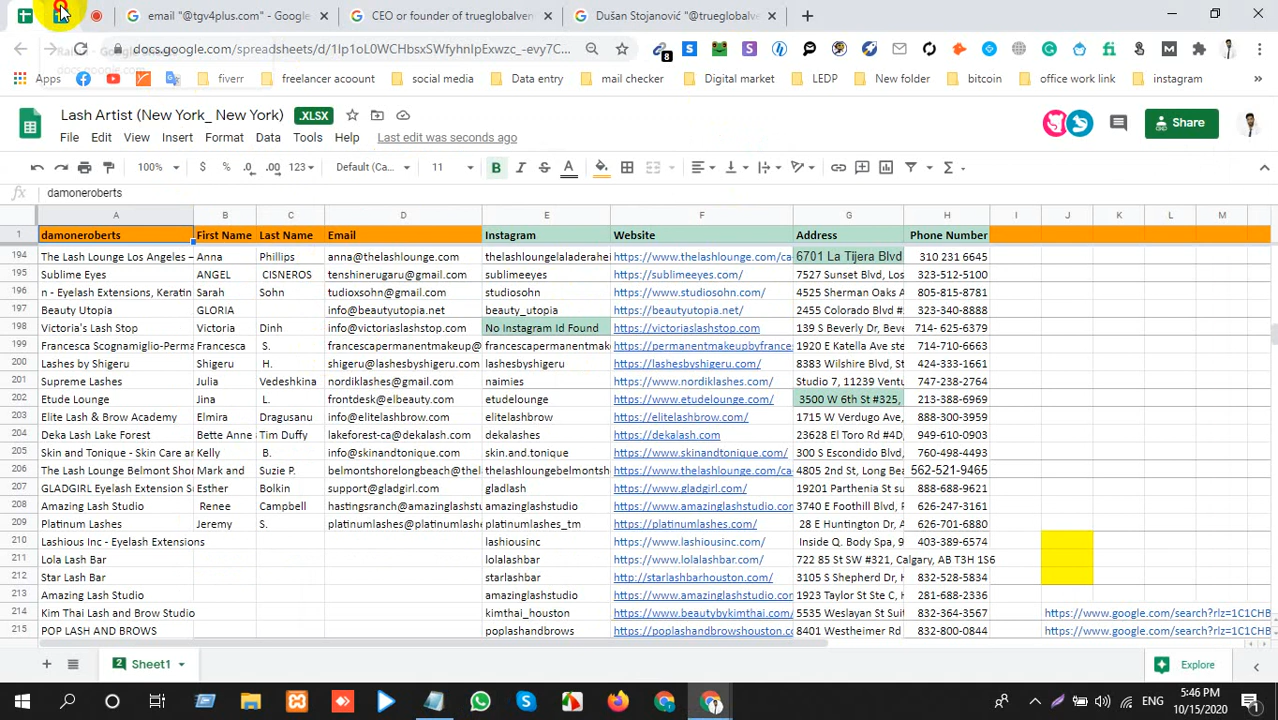 email "@tgv4plus.com" - Google
CEO or founder of trueglobalven
Dušan Stojanović "@trueglobalve
docs.google.com/spreadsheets/d/1Ip1oL0WCHbsxSWfyhnIpExwzc_-evy7C...
8
Apps
fiverr
freelancer acoount
social media
Data entry
mail checker
Digital market
LEDP
New folder
bitcoin
office work link
instagram
Lash Artist (New York_ New York)
.XLSX
File Edit View Insert Format Data Tools Help Last edit was seconds ago
Share
100% $ % .0 .00 123 Default (Ca... 11 B I S A
fx damoneroberts
A B C D E F G H I J K L M
1 damoneroberts First Name Last Name Email Instagram Website Address Phone Number
194 The Lash Lounge Los Angeles – Anna Phillips anna@thelashlounge.com thelashloungeladeraheig https://www.thelashlounge.com/ca 6701 La Tijera Blvd 310 231 6645
195 Sublime Eyes ANGEL CISNEROS tenshinerugaru@gmail.com sublimeeyes https://sublimeeyes.com/ 7527 Sunset Blvd, Los 323-512-5100
196 n - Eyelash Extensions, Keratin Sarah Sohn tudioxsohn@gmail.com studiosohn https://www.studiosohn.com/ 4525 Sherman Oaks A 805-815-8781
197 Beauty Utopia GLORIA info@beautyutopia.net beauty_utopia https://beautyutopia.net/ 2455 Colorado Blvd # 323-340-8888
198 Victoria's Lash Stop Victoria Dinh info@victoriaslashstop.com No Instagram Id Found https://victoriaslashstop.com 139 S Beverly Dr, Beve 714- 625-6379
199 Francesca Scognamiglio-Perma Francesca S. francescapermanentmakeup@ francescapermanentmak https://permanentmakeupbyfrances 1920 E Katella Ave ste 714-710-6663
200 Lashes by Shigeru Shigeru H. shigeru@lashesbyshigeru.com lashesbyshigeru https://lashesbyshigeru.com/ 8383 Wilshire Blvd, St 424-333-1661
201 Supreme Lashes Julia Vedeshkina nordiklashes@gmail.com naimies https://www.nordiklashes.com/ Studio 7, 11239 Ventu 747-238-2764
202 Etude Lounge Jina L. frontdesk@elbeauty.com etudelounge https://www.etudelounge.com/ 3500 W 6th St #325, 213-388-6969
203 Elite Lash & Brow Academy Elmira Dragusanu info@elitelashbrow.com elitelashbrow https://elitelashbrow.com/ 1715 W Verdugo Ave, 888-300-3959
204 Deka Lash Lake Forest Bette Anne Tim Duffy lakeforest-ca@dekalash.com dekalashes https://dekalash.com 23628 El Toro Rd #4D, 949-610-0903
205 Skin and Tonique - Skin Care ar Kelly B. info@skinandtonique.com skin.and.tonique https://www.skinandtonique.com/ 300 S Escondido Blvd, 760-498-4493
206 The Lash Lounge Belmont Shor Mark and Suzie P. belmontshorelongbeach@thela thelashloungebelmontsh https://www.thelashlounge.com/ca 4805 2nd St, Long Bea 562-521-9465
207 GLADGIRL Eyelash Extension S Greg Bolkin support@gladgirl.com gladlash https://www.gladgirl.com/ 19201 Parthenia St su 888-688-9621
208 Amazing Lash Studio Renee Campbell hastingsranch@amazinglashst amazinglashstudio https://www.amazinglashstudio.com 3740 E Foothill Blvd, P 626-247-3161
209 Platinum Lashes Jeremy S. platinumlashes@platinumlash platinumlashes_tm https://platinumlashes.com/ 28 E Huntington Dr, A 626-701-6880
210 Lashious Inc - Eyelash Extensions lashiousinc https://www.lashiousinc.com/ Inside Q. Body Spa, 9 403-389-6574
211 Lola Lash Bar lolalashbar https://www.lolalashbar.com/ 722 85 St SW #321, Calgary, AB T3H 1S6
212 Star Lash Bar starlashbar http://starlashbarhouston.com/ 3105 S Shepherd Dr, H 832-528-5834
213 Amazing Lash Studio amazinglashstudio https://www.amazinglashstudio.com 1923 Taylor St Ste C, H 281-688-2336
214 Kim Thai Lash and Brow Studio kimthai_houston https://www.beautybykimthai.com/ 5535 Weslayan St Suit 832-364-3567 https://www.google.com/search?rlz=1C1CHB
215 POP LASH AND BROWS poplashandbrows https://poplashandbrowshouston.c 8401 Westheimer Rd 832-800-0844 https://www.google.com/search?rlz=1C1CHB
2 Sheet1
Explore
ENG
5:46 PM
10/15/2020
1